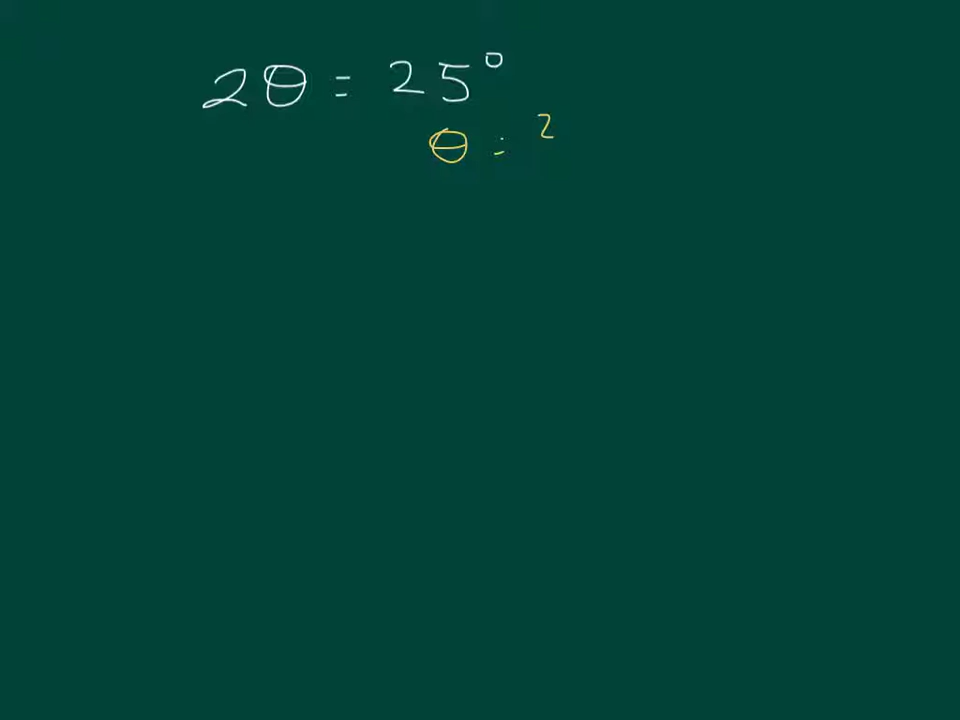 2θ = 25°
θ = 2